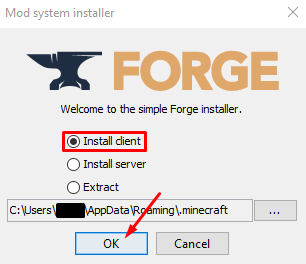 Mod system installer
FORGE
Welcome to the simple Forge installer.
Install client
Install server
Extract
C:\Users\ \AppData\Roaming\.minecraft ...
OK Cancel